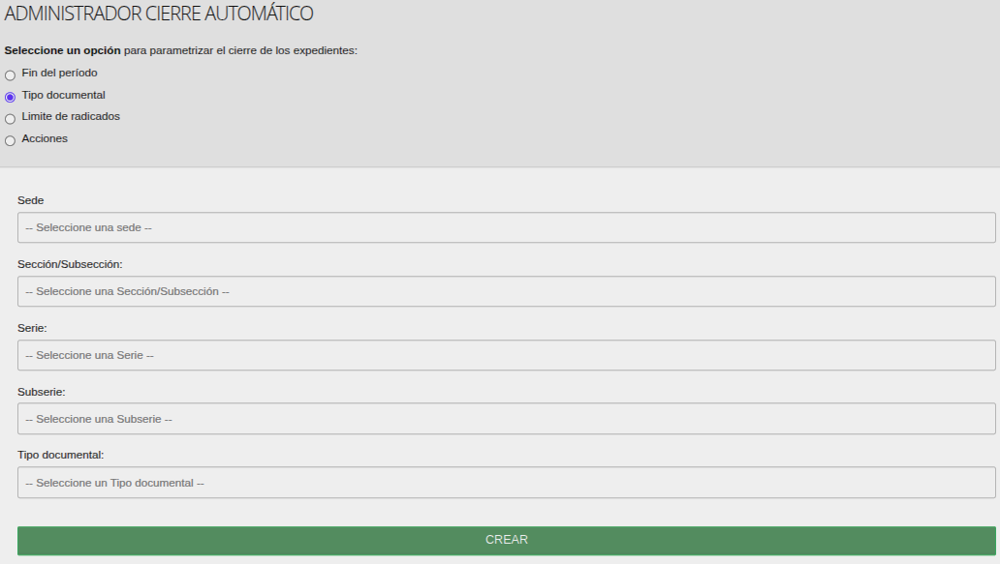 ADMINISTRADOR CIERRE AUTOMÁTICO
Seleccione un opción para parametrizar el cierre de los expedientes:
Fin del período
Tipo documental
Limite de radicados
Acciones
Sede
-- Seleccione una sede --
Sección/Subsección:
-- Seleccione una Sección/Subsección --
Serie:
-- Seleccione una Serie --
Subserie:
-- Seleccione una Subserie --
Tipo documental:
-- Seleccione un Tipo documental --
CREAR